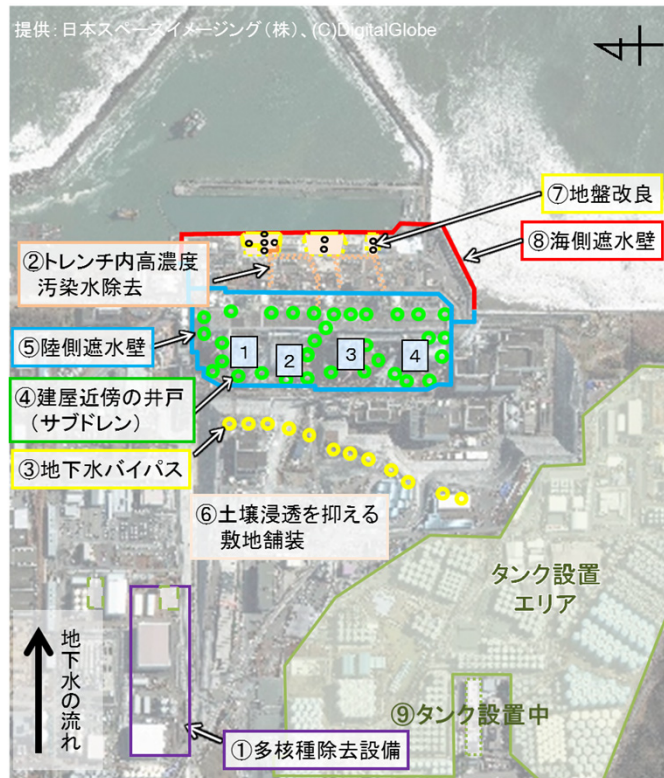 提供：日本スペースイメージング（株）、(C)DigitalGlobe
⑦地盤改良
⑧海側遮水壁
②トレンチ内高濃度
汚染水除去
⑤陸側遮水壁
1
2
3
4
④建屋近傍の井戸
（サブドレン）
③地下水バイパス
⑥土壌浸透を抑える
敷地舗装
タンク設置
エリア
地下水の流れ
⑨タンク設置中
①多核種除去設備